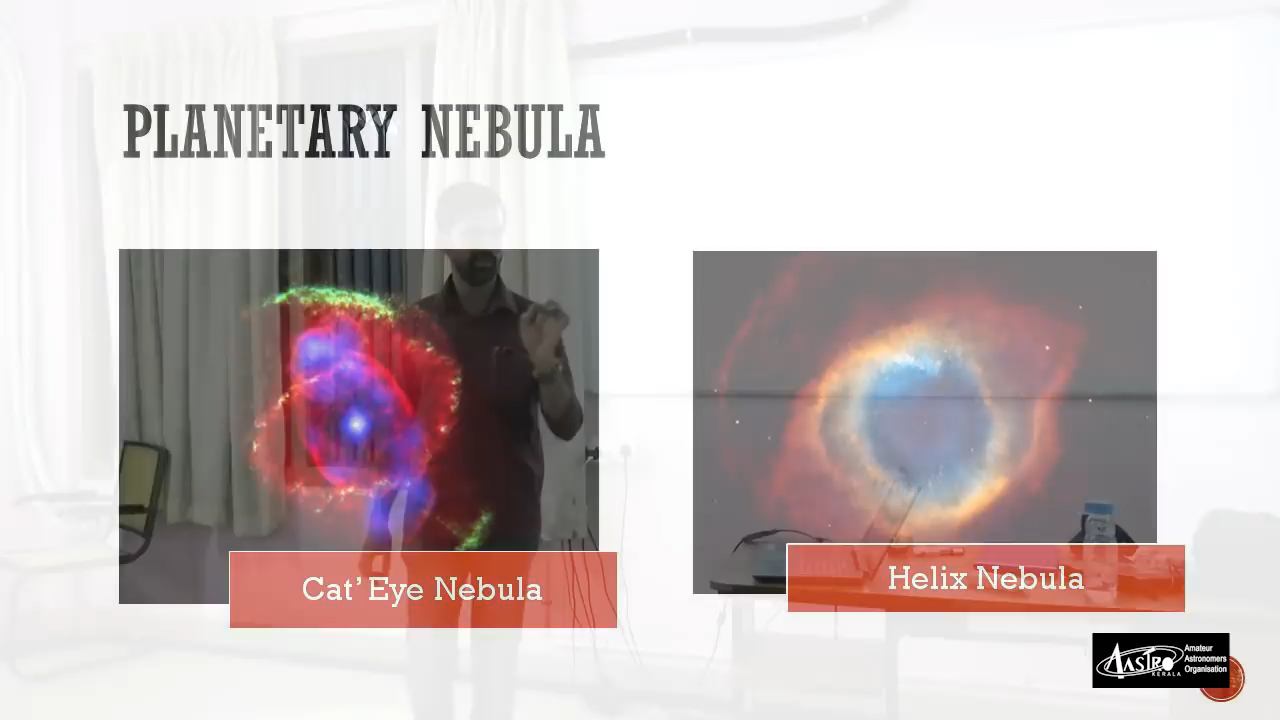 PLANETARY NEBULA
Cat’ Eye Nebula
Helix Nebula
AASTRO
KERALA
Amateur
Astronomers
Organisation